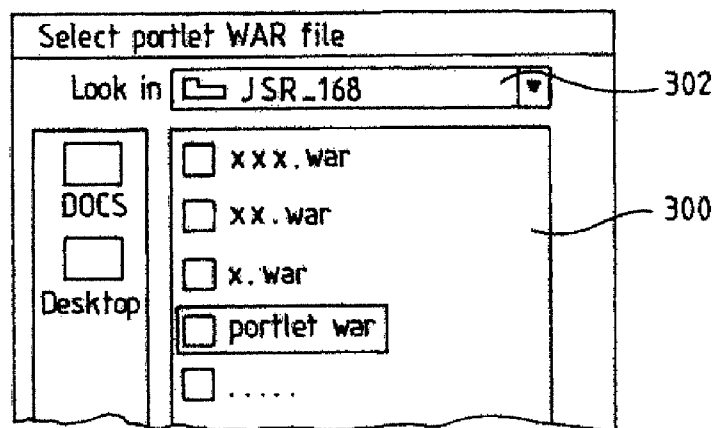 Select portlet WAR file
Look in JSR_168
302
xxx.war
DOCS
xx.war
300
x.war
Desktop
portlet war
.....